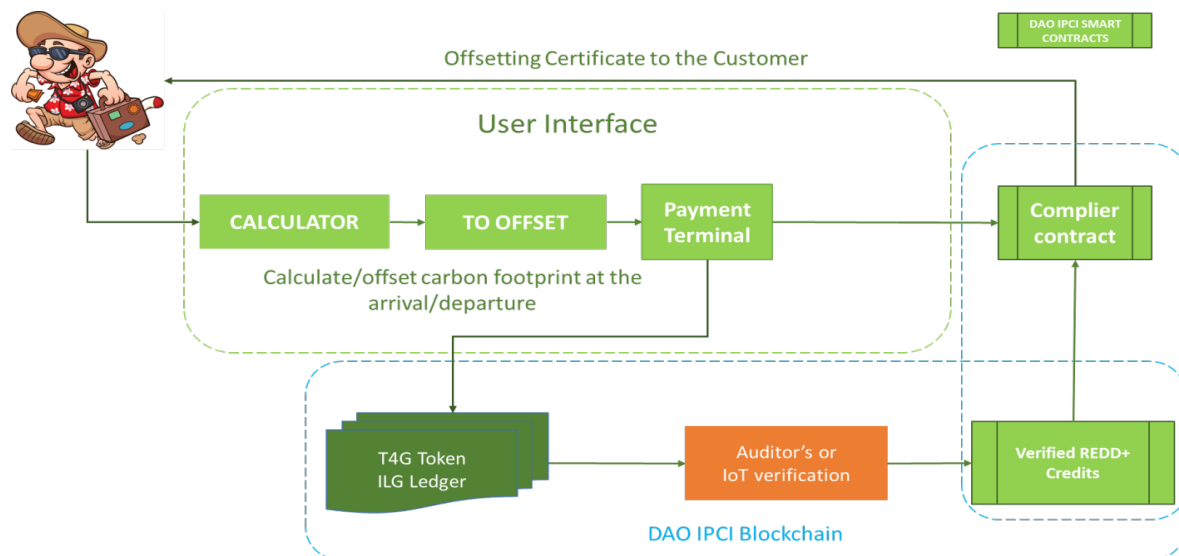 DAO IPCI SMART
CONTRACTS
Offsetting Certificate to the Customer
User Interface
CALCULATOR
TO OFFSET
Payment
Terminal
Complier
contract
Calculate/offset carbon footprint at the
arrival/departure
T4G Token
ILG Ledger
Auditor's or
IoT verification
Verified REDD+
Credits
DAO IPCI Blockchain